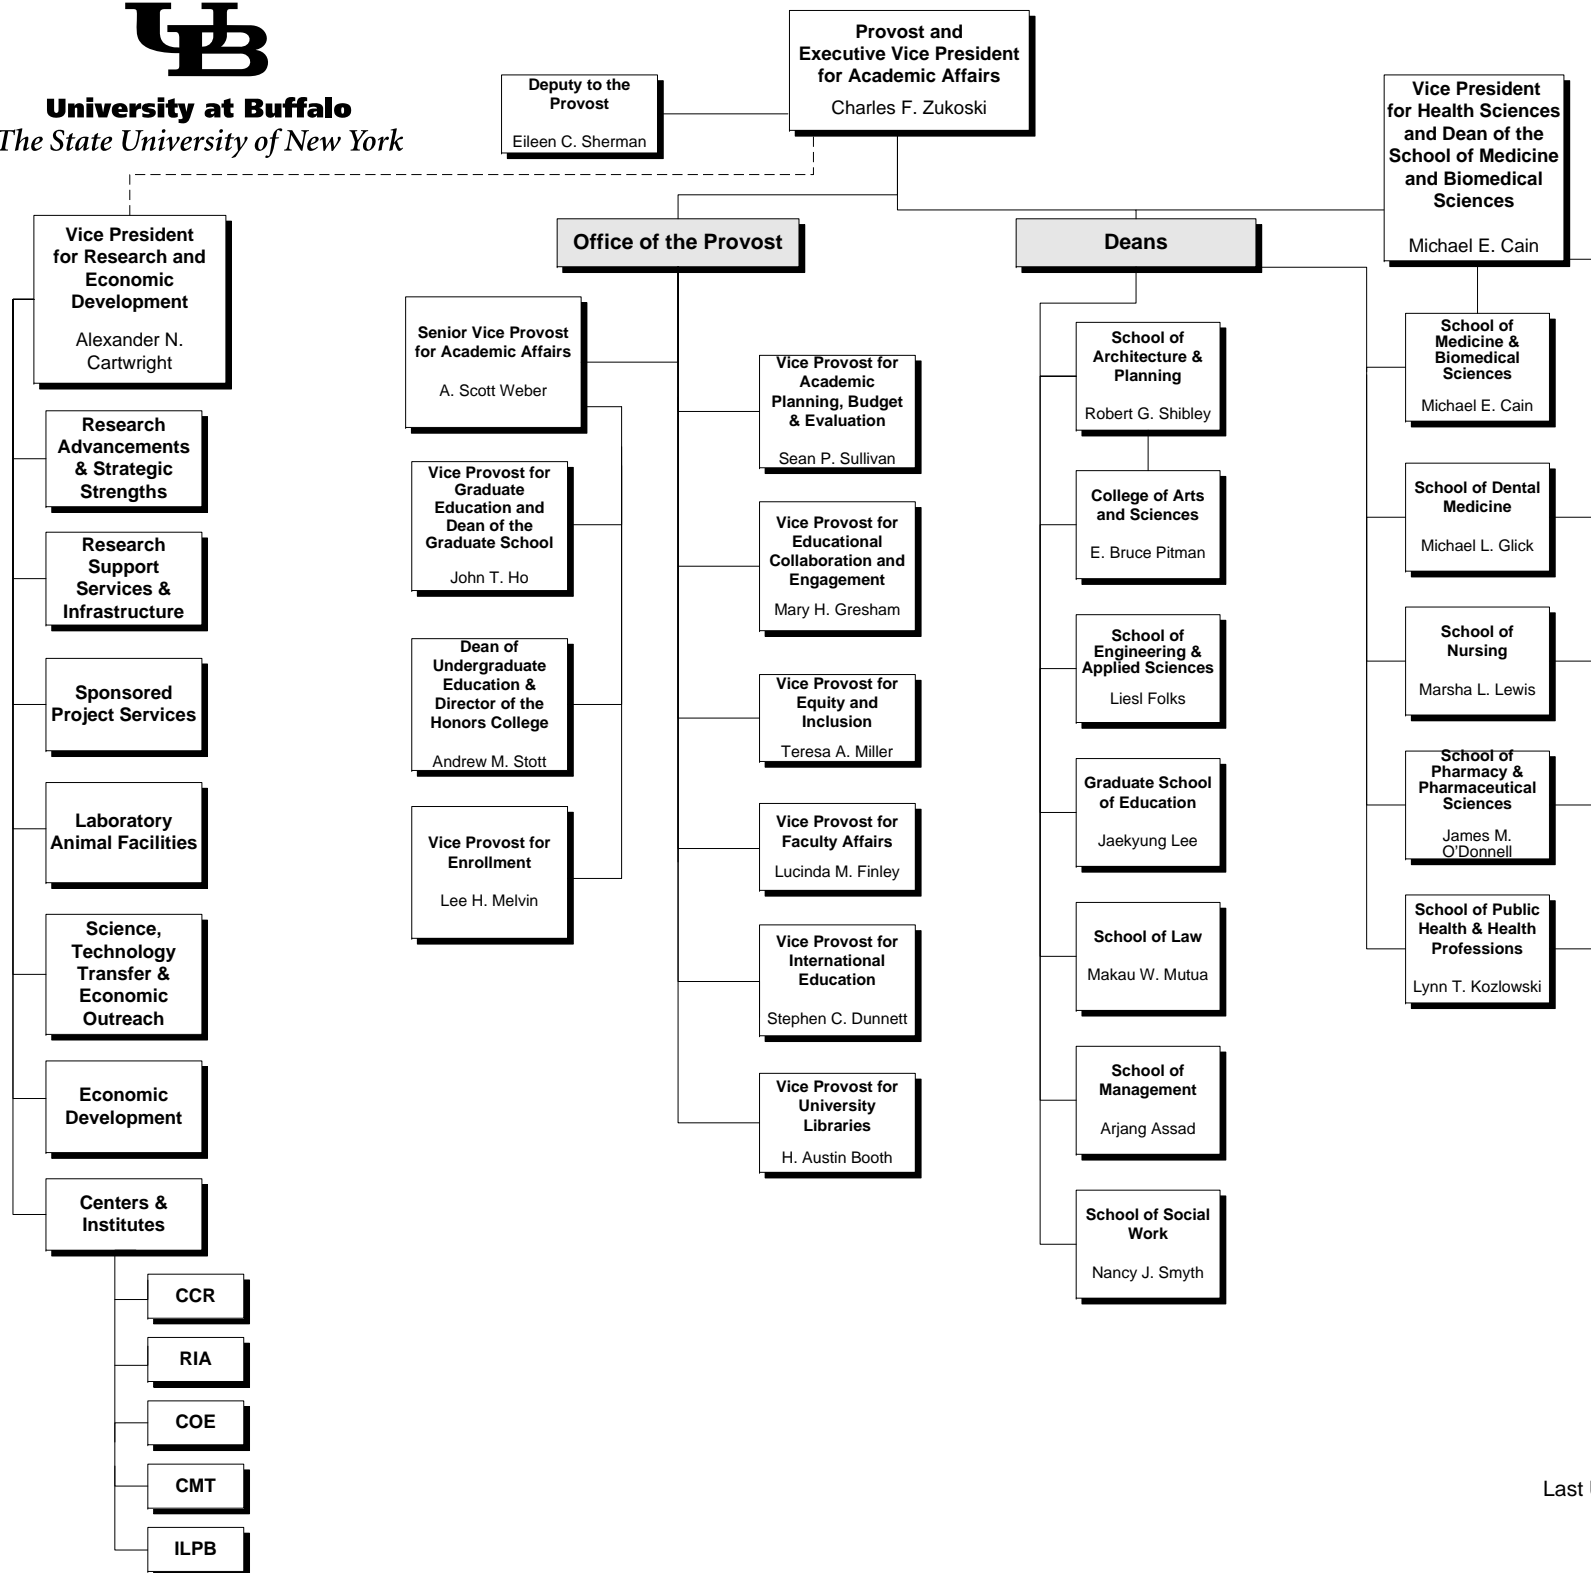 UB
University at Buffalo
The State University of New York
Provost and
Executive Vice President
for Academic Affairs
Charles F. Zukoski
Deputy to the
Provost
Eileen C. Sherman
Vice President
for Health Sciences
and Dean of the
School of Medicine
and Biomedical
Sciences
Michael E. Cain
Vice President
for Research and
Economic
Development
Alexander N.
Cartwright
Research
Advancements
& Strategic
Strengths
Research
Support
Services &
Infrastructure
Sponsored
Project Services
Laboratory
Animal Facilities
Science,
Technology
Transfer &
Economic
Outreach
Economic
Development
Centers &
Institutes
CCR
RIA
COE
CMT
ILPB
Office of the Provost
Senior Vice Provost
for Academic Affairs
A. Scott Weber
Vice Provost for
Graduate
Education and
Dean of the
Graduate School
John T. Ho
Dean of
Undergraduate
Education &
Director of the
Honors College
Andrew M. Stott
Vice Provost for
Enrollment
Lee H. Melvin
Vice Provost for
Academic
Planning, Budget
& Evaluation
Sean P. Sullivan
Vice Provost for
Educational
Collaboration and
Engagement
Mary H. Gresham
Vice Provost for
Equity and
Inclusion
Teresa A. Miller
Vice Provost for
Faculty Affairs
Lucinda M. Finley
Vice Provost for
International
Education
Stephen C. Dunnett
Vice Provost for
University
Libraries
H. Austin Booth
Deans
School of
Architecture &
Planning
Robert G. Shibley
College of Arts
and Sciences
E. Bruce Pitman
School of
Engineering &
Applied Sciences
Liesl Folks
Graduate School
of Education
Jaekyung Lee
School of Law
Makau W. Mutua
School of
Management
Arjang Assad
School of Social
Work
Nancy J. Smyth
School of
Medicine &
Biomedical
Sciences
Michael E. Cain
School of Dental
Medicine
Michael L. Glick
School of
Nursing
Marsha L. Lewis
School of
Pharmacy &
Pharmaceutical
Sciences
James M.
O'Donnell
School of Public
Health & Health
Professions
Lynn T. Kozlowski
Last